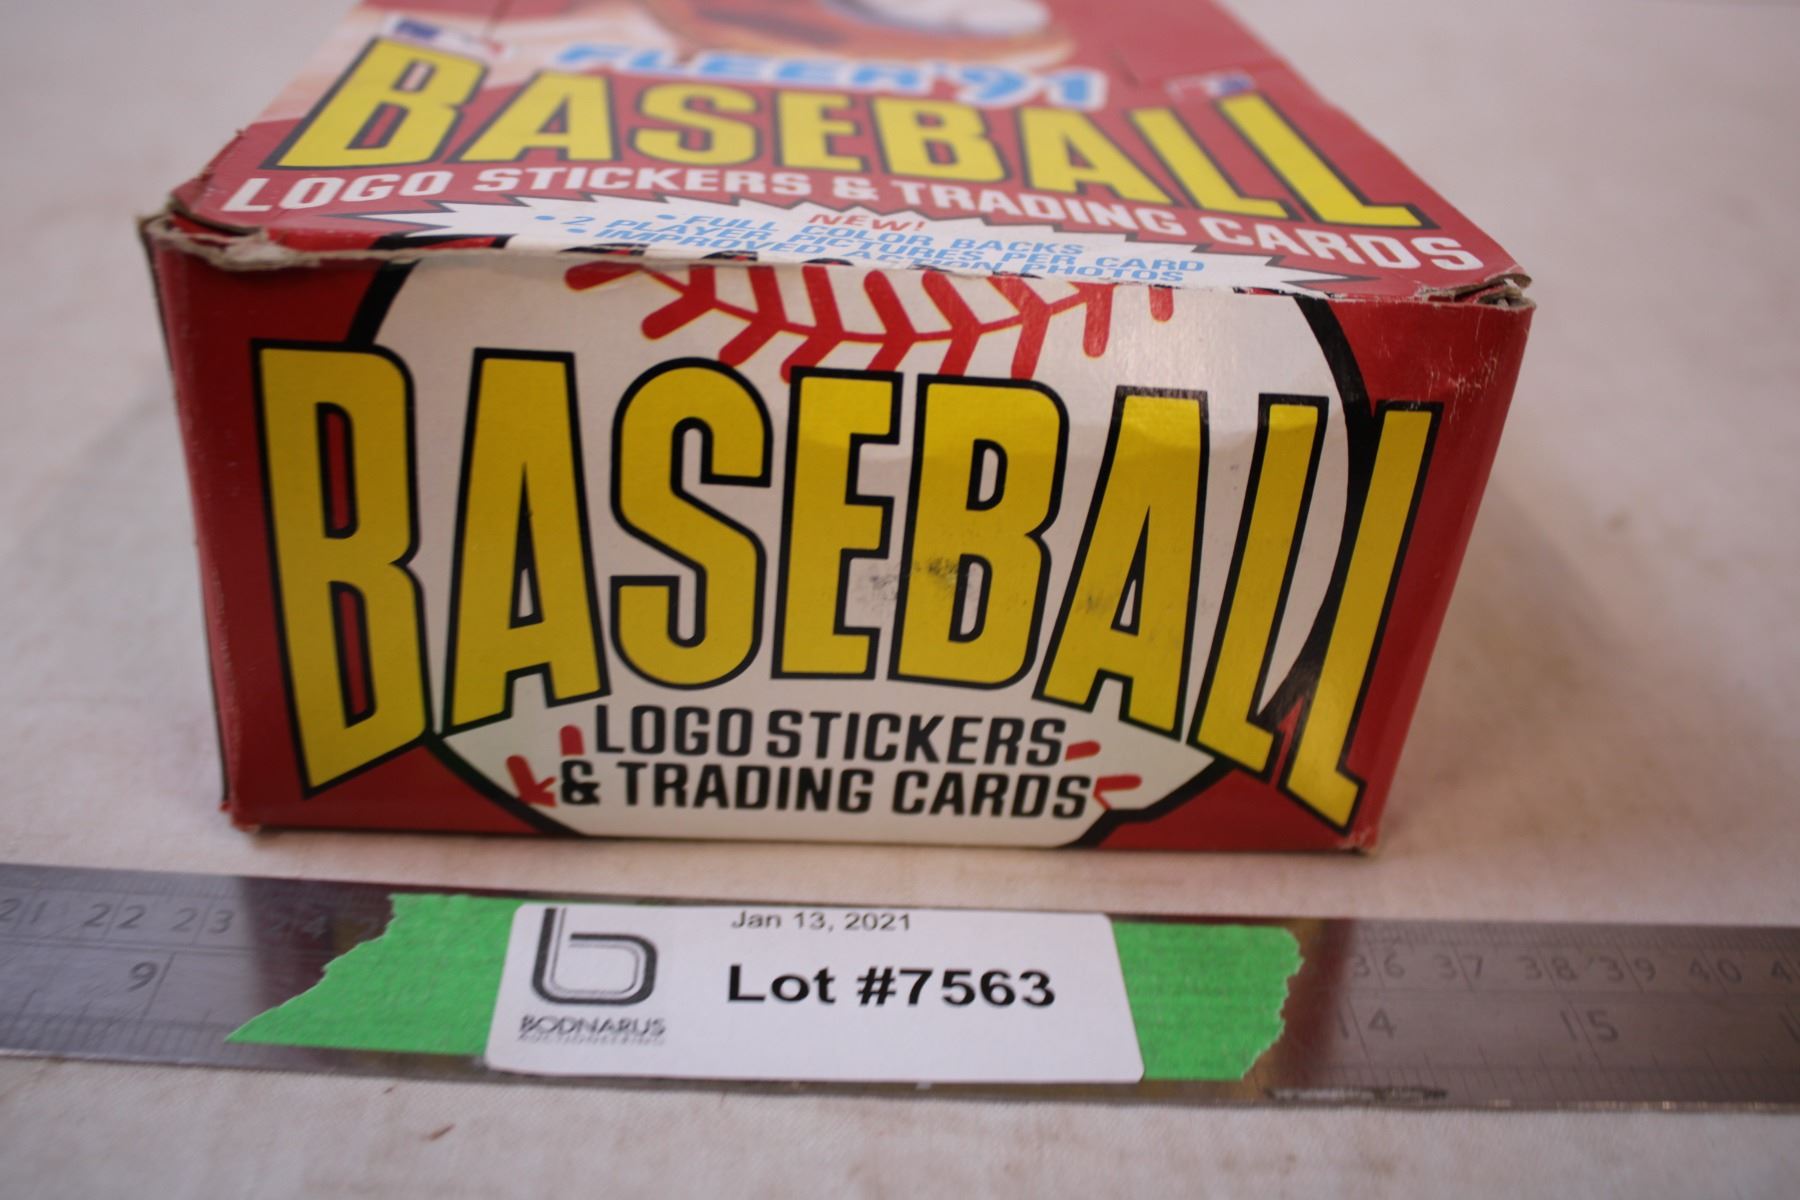 FLEER '91
BASEBALL
LOGO STICKERS & TRADING CARDS
NEW!
• FULL COLOR BACKS
• 2 PLAYER PICTURES PER CARD
• IMPROVED ACTION PHOTOS
BASEBALL
LOGO STICKERS
& TRADING CARDS
21 22 23 24 36 37 38 39 40
9 14 15
Jan 13, 2021
Lot #7563
BODNARUS
AUCTIONEERING